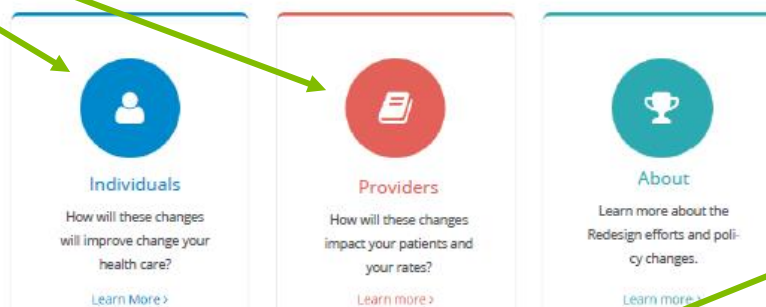 Individuals
How will these changes
will improve change your
health care?
Learn More >
Providers
How will these changes
impact your patients and
your rates?
Learn more >
About
Learn more about the
Redesign efforts and poli-
cy changes.
Learn more >